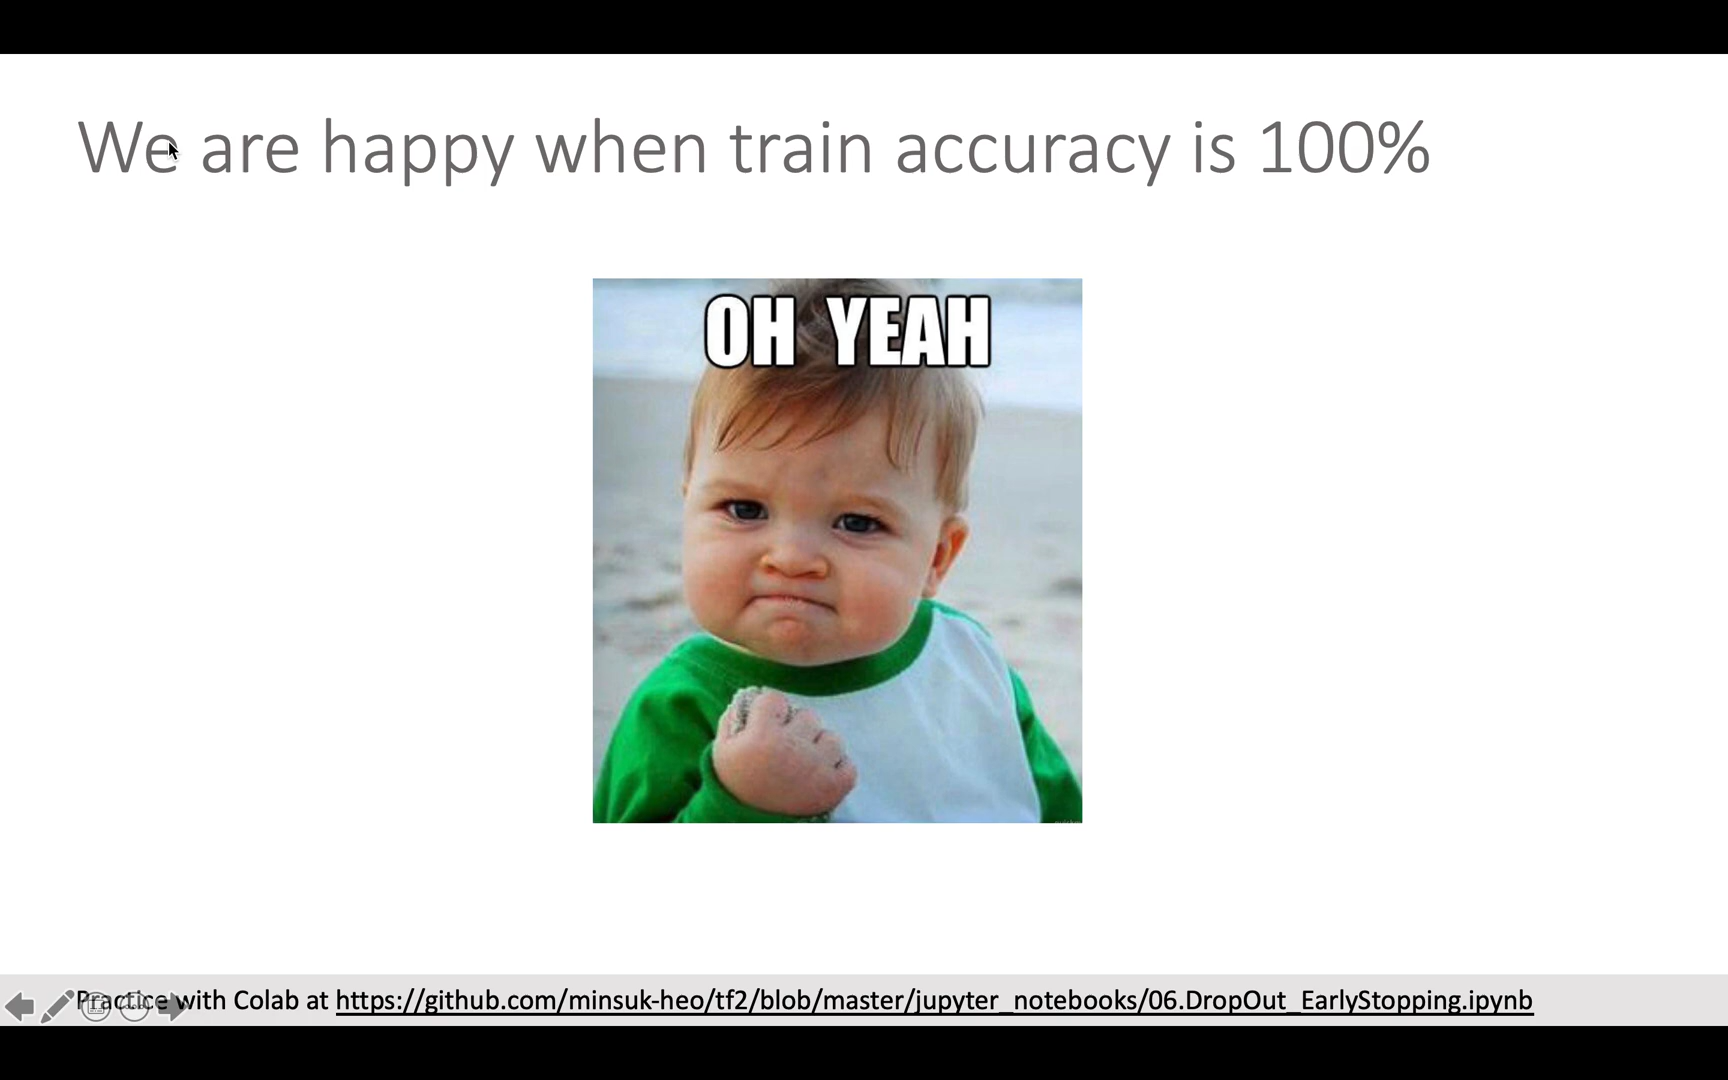 We are happy when train accuracy is 100%
OH YEAH
Practice with Colab at https://github.com/minsuk-heo/tf2/blob/master/jupyter_notebooks/06.DropOut_EarlyStopping.ipynb